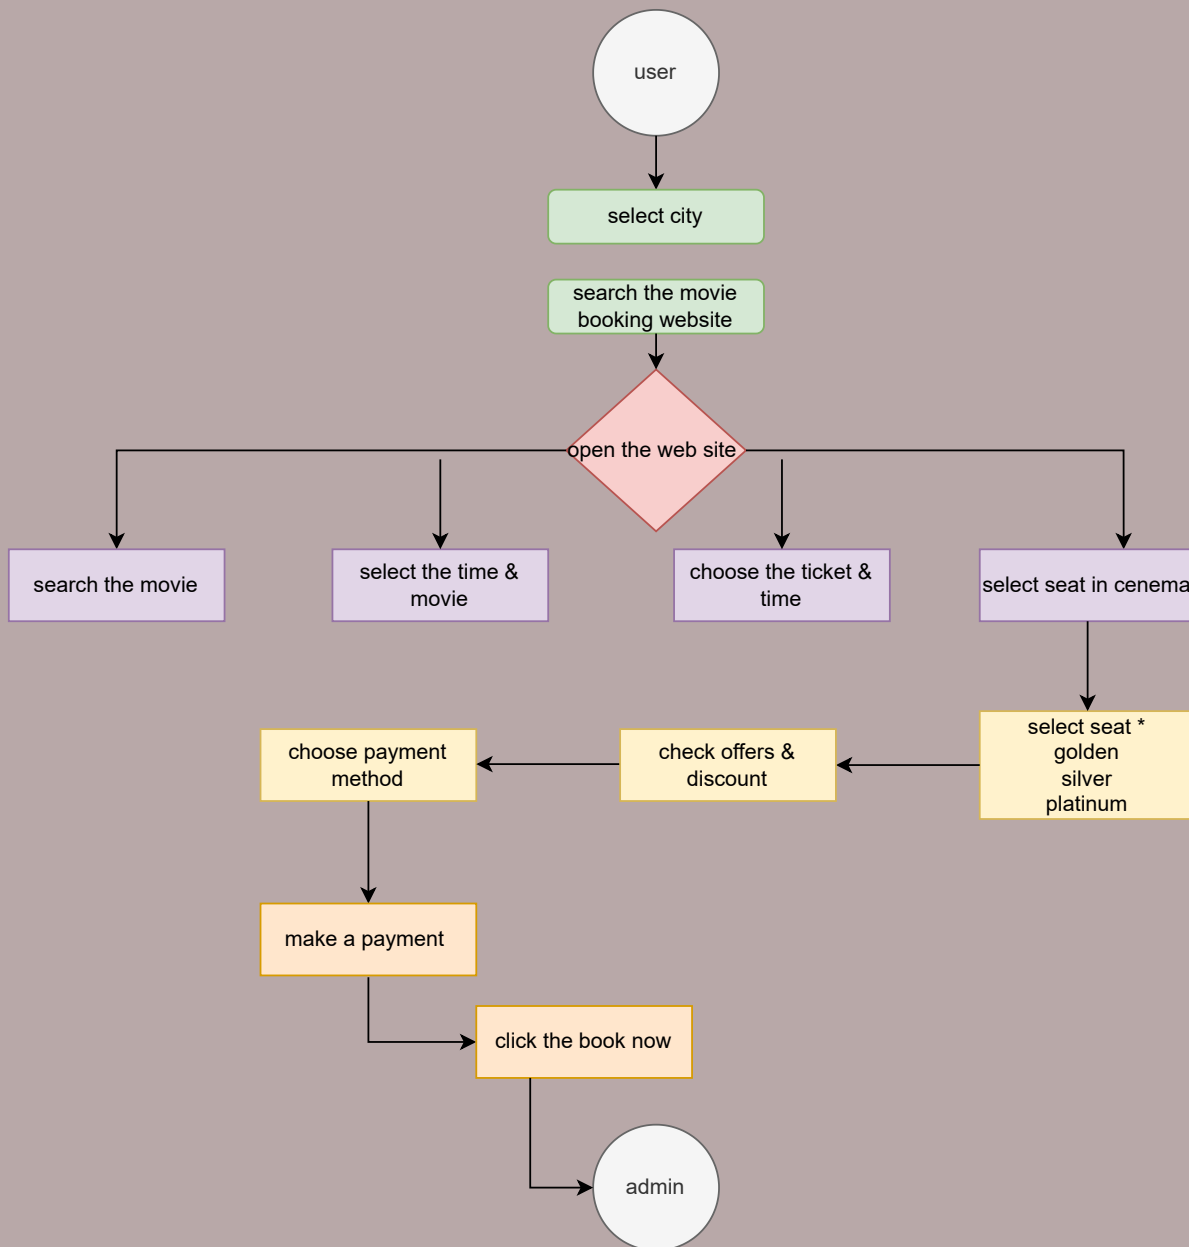 user
select city
search the movie
booking website
open the web site
search the movie
select the time &
movie
choose the ticket &
time
select seat in cenema
choose payment
method
check offers &
discount
select seat *
golden
silver
platinum
make a payment
click the book now
admin